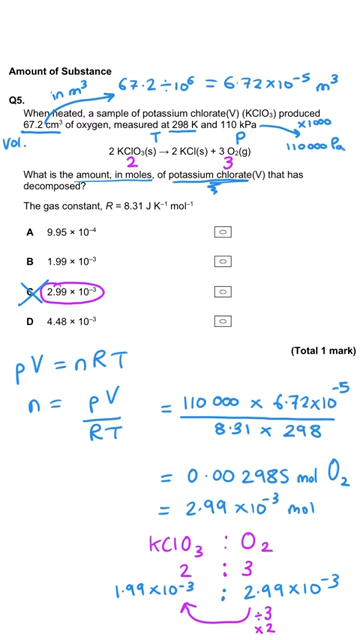 in m³
67.2 ÷ 10⁶ = 6.72×10⁻⁵ m³
Amount of Substance
Q5.
When heated, a sample of potassium chlorate(V) (KClO₃) produced
67.2 cm³ of oxygen, measured at 298 K and 110 kPa
×1000
Vol.
T
P
110 000 Pa
2 KClO₃(s) → 2 KCl(s) + 3 O₂(g)
2
3
What is the amount, in moles, of potassium chlorate(V) that has
decomposed?
The gas constant, R = 8.31 J K⁻¹ mol⁻¹
A 9.95 × 10⁻⁴
B 1.99 × 10⁻³
C 2.99 × 10⁻³
D 4.48 × 10⁻³
(Total 1 mark)
pV = nRT
n = pV/RT = 110 000 × 6.72×10⁻⁵ / 8.31 × 298
= 0.00 2985 mol O₂
= 2.99 ×10⁻³ mol
KClO₃ : O₂
2 : 3
1.99 ×10⁻³ : 2.99 ×10⁻³
÷3
×2